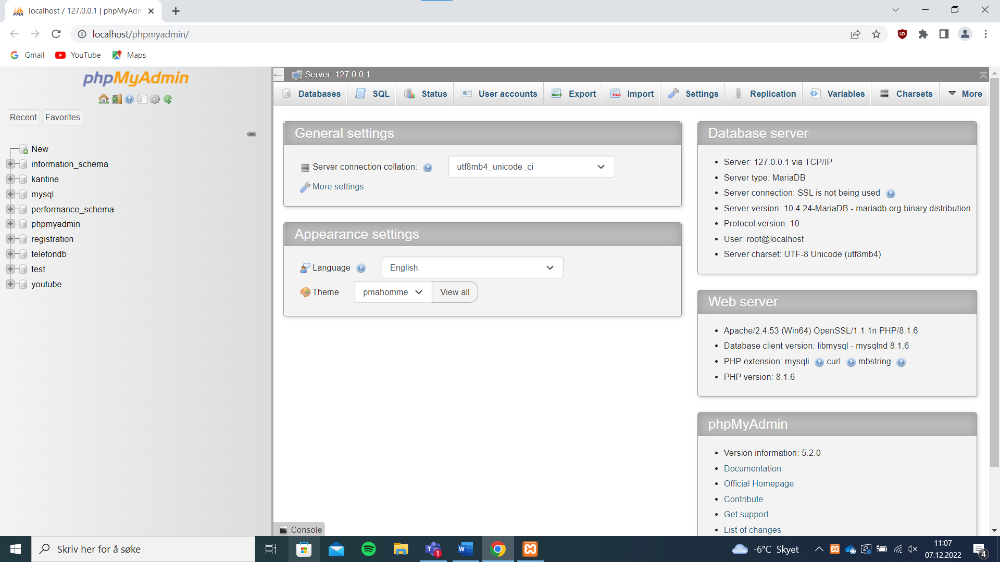 localhost / 127.0.0.1 | phpMyAdm
localhost/phpmyadmin/
Gmail
YouTube
Maps
phpMyAdmin
Recent
Favorites
New
information_schema
kantine
mysql
performance_schema
phpmyadmin
registration
telefondb
test
youtube
Server: 127.0.0.1
Databases
SQL
Status
User accounts
Export
Import
Settings
Replication
Variables
Charsets
More
General settings
Server connection collation:
utf8mb4_unicode_ci
More settings
Appearance settings
Language
English
Theme
pmahomme
View all
Database server
Server: 127.0.0.1 via TCP/IP
Server type: MariaDB
Server connection: SSL is not being used
Server version: 10.4.24-MariaDB - mariadb.org binary distribution
Protocol version: 10
User: root@localhost
Server charset: UTF-8 Unicode (utf8mb4)
Web server
Apache/2.4.53 (Win64) OpenSSL/1.1.1n PHP/8.1.6
Database client version: libmysql - mysqlnd 8.1.6
PHP extension: mysqli curl mbstring
PHP version: 8.1.6
phpMyAdmin
Version information: 5.2.0
Documentation
Official Homepage
Contribute
Get support
List of changes
Console
Skriv her for å søke
1
-6°C Skyet
11:07
07.12.2022
4